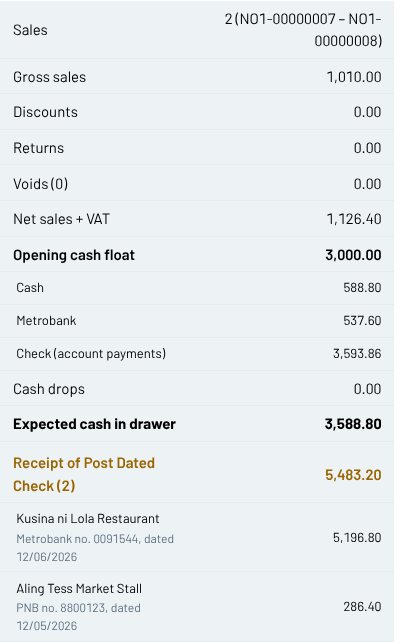 Sales
2 (NO1-00000007 – NO1-
00000008)
Gross sales 1,010.00
Discounts 0.00
Returns 0.00
Voids (0) 0.00
Net sales + VAT 1,126.40
Opening cash float 3,000.00
Cash 588.80
Metrobank 537.60
Check (account payments) 3,593.86
Cash drops 0.00
Expected cash in drawer 3,588.80
Receipt of Post Dated
Check (2)
5,483.20
Kusina ni Lola Restaurant
Metrobank no. 0091544, dated
12/06/2026
5,196.80
Aling Tess Market Stall
PNB no. 8800123, dated
12/05/2026
286.40